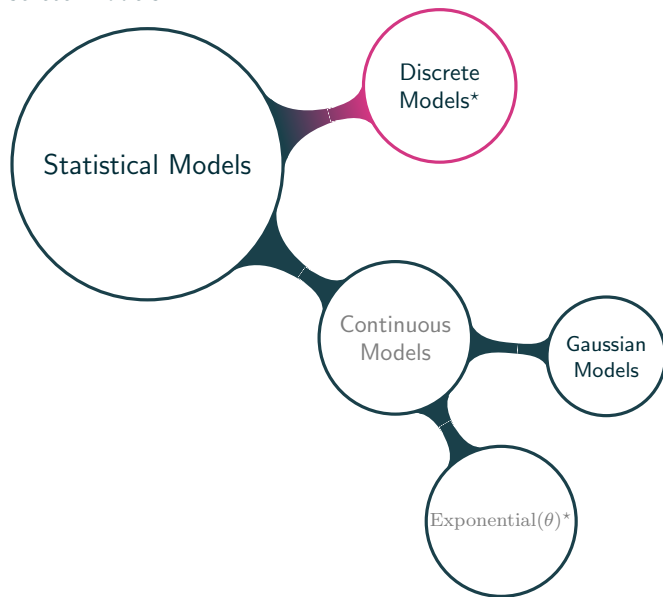 Discrete
Models*
Statistical Models
Continuous
Models
Gaussian
Models
Exponential(θ)*